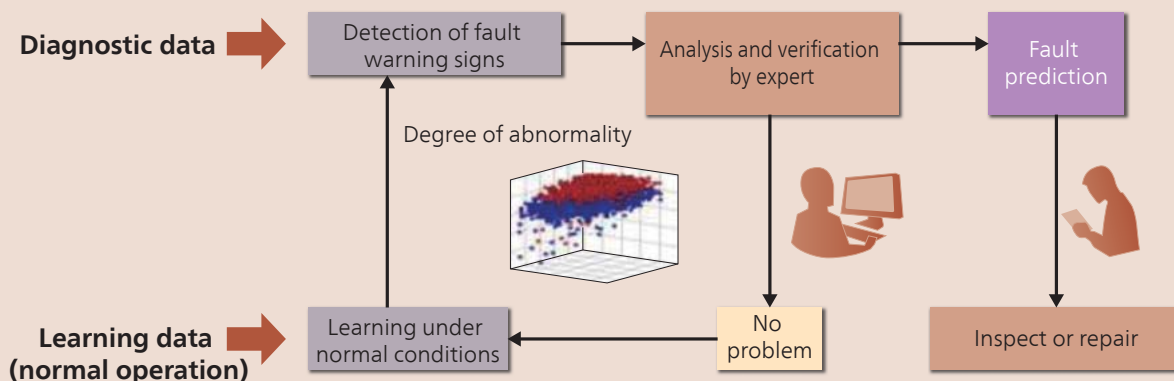 Diagnostic data
Detection of fault
warning signs
Analysis and verification
by expert
Fault
prediction
Degree of abnormality
Learning data
(normal operation)
Learning under
normal conditions
No
problem
Inspect or repair